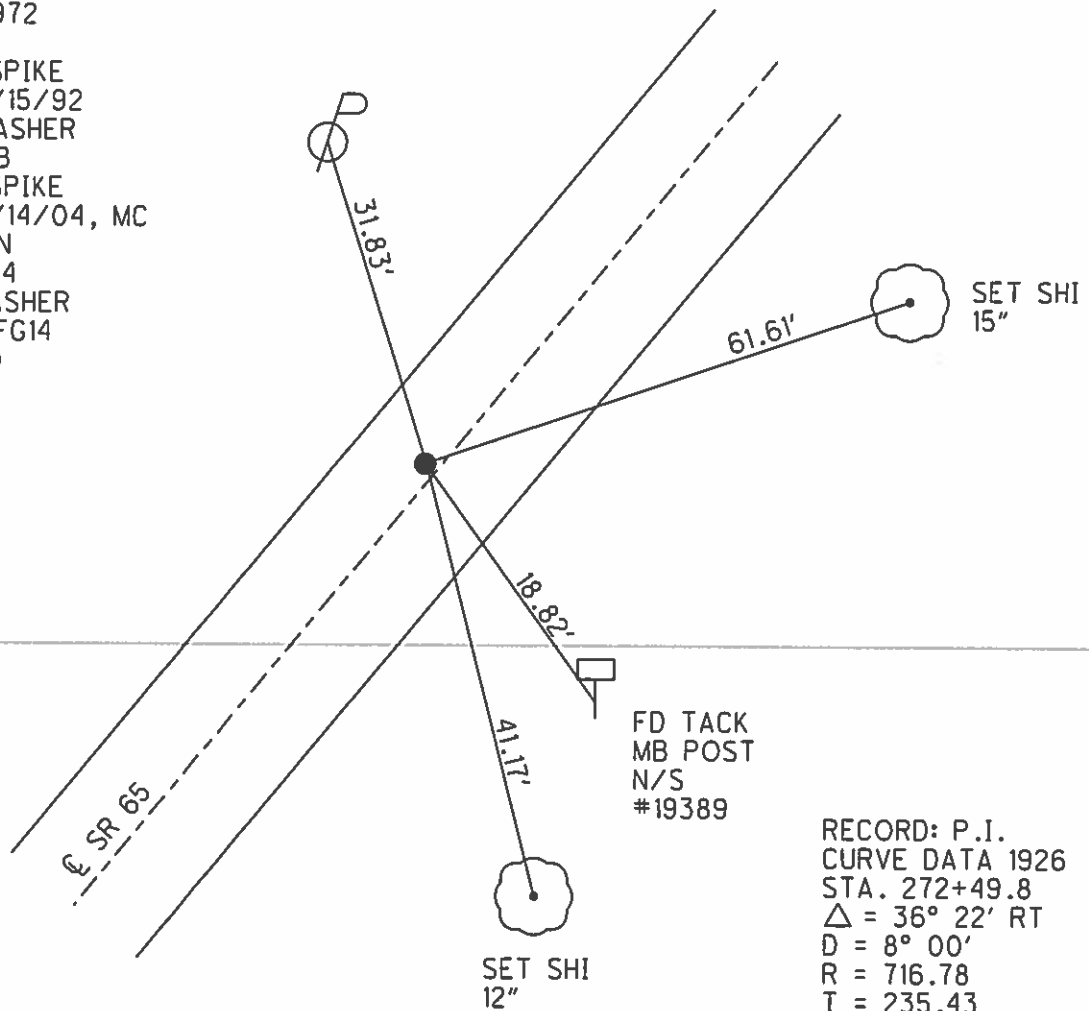 972
SPIKE
/15/92
ASHER
B
SPIKE
/14/04, MC
N
4
ASHER
FG14
31.83'
SET SHI
15"
61.61'
18.82'
41.17'
FD TACK
MB POST
N/S
#19389
℄ SR 65
SET SHI
12"
RECORD: P.I.
CURVE DATA 1926
STA. 272+49.8
△ = 36° 22' RT
D = 8° 00'
R = 716.78
T = 235.43